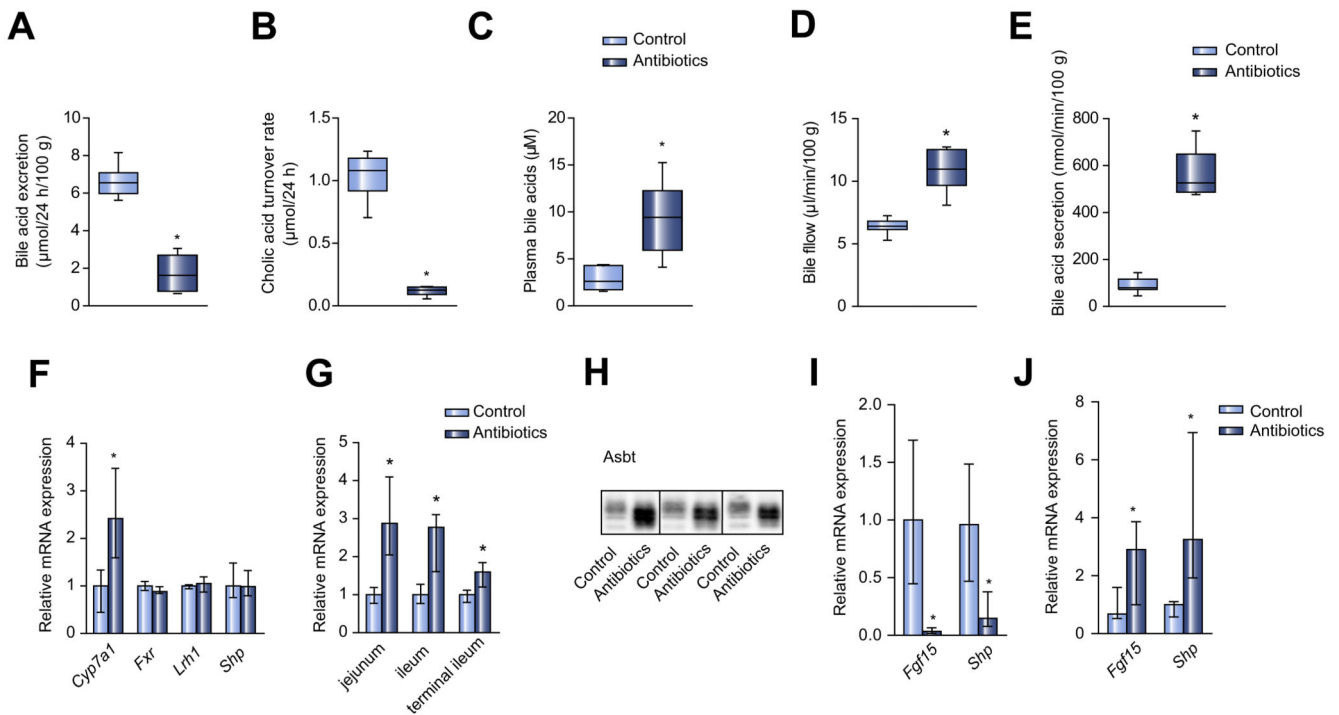 A
B
C
D
E
Control
Antibiotics
Control
Antibiotics
Bile acid excretion
(µmol/24 h/100 g)
10
8
6
4
2
0
*
Cholic acid turnover rate
(µmol/24 h)
1.5
1.0
0.5
0.0
*
Plasma bile acids (µM)
20
15
10
5
0
*
Bile fllow (µl/min/100 g)
15
10
5
0
*
Bile acid secretion (nmol/min/100 g)
800
600
400
200
0
*
F
G
H
I
J
Control
Antibiotics
Control
Antibiotics
Relative mRNA expression
4
3
2
1
0
*
Cyp7a1
Fxr
Lrh1
Shp
Relative mRNA expression
5
4
3
2
1
0
*
*
*
jejunum
ileum
terminal ileum
Asbt
Control
Antibiotics
Control
Antibiotics
Control
Antibiotics
Relative mRNA expression
2.0
1.5
1.0
0.5
0.0
*
*
Fgf15
Shp
Relative mRNA expression
8
6
4
2
0
*
*
Fgf15
Shp